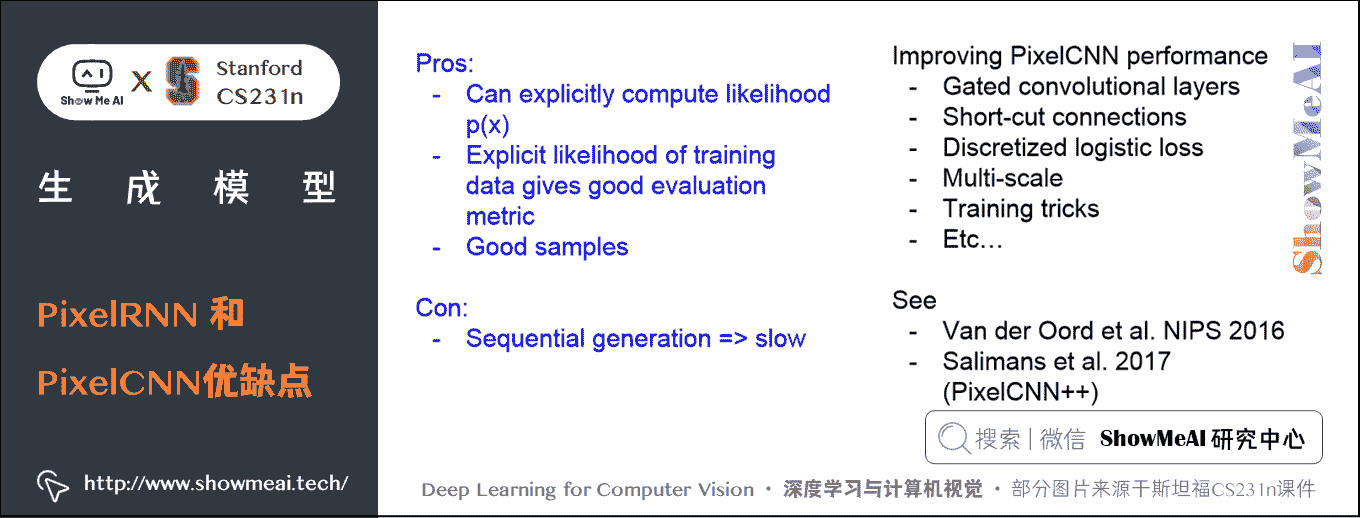 Show Me AI
X
Stanford
CS231n
生成模型
PixelRNN 和
PixelCNN优缺点
http://www.showmeai.tech/
Pros:
- Can explicitly compute likelihood
p(x)
- Explicit likelihood of training
data gives good evaluation
metric
- Good samples
Con:
- Sequential generation => slow
Improving PixelCNN performance
- Gated convolutional layers
- Short-cut connections
- Discretized logistic loss
- Multi-scale
- Training tricks
- Etc…
See
- Van der Oord et al. NIPS 2016
- Salimans et al. 2017
(PixelCNN++)
ShowMeAI
搜索 | 微信 ShowMeAI 研究中心
Deep Learning for Computer Vision · 深度学习与计算机视觉 · 部分图片来源于斯坦福CS231n课件